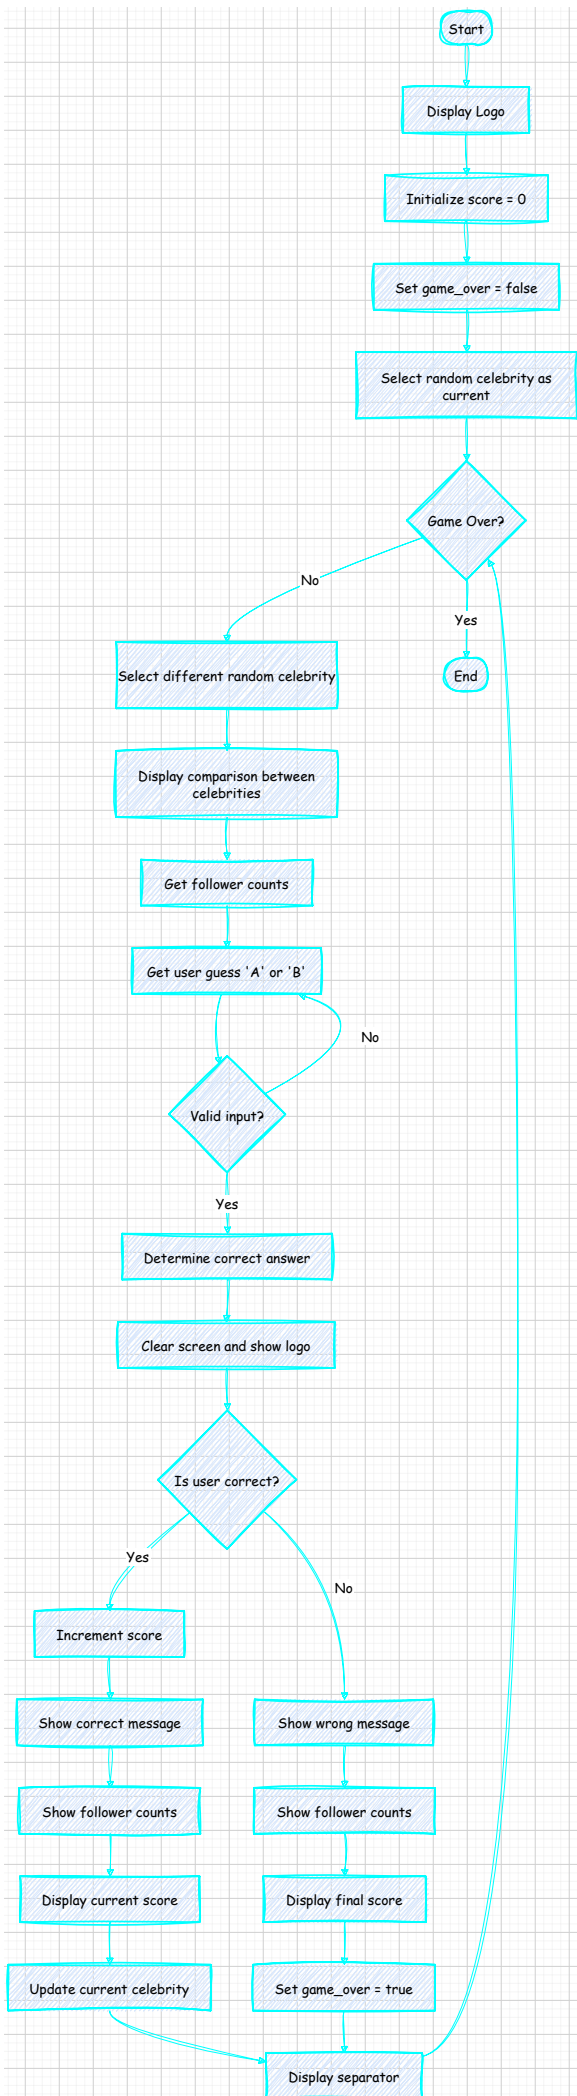 Start
Display Logo
Initialize score = 0
Set game_over = false
Select random celebrity as
current
Game Over?
No
Yes
Select different random celebrity
End
Display comparison between
celebrities
Get follower counts
Get user guess 'A' or 'B'
No
Valid input?
Yes
Determine correct answer
Clear screen and show logo
Is user correct?
Yes
No
Increment score
Show correct message
Show wrong message
Show follower counts
Show follower counts
Display current score
Display final score
Update current celebrity
Set game_over = true
Display separator